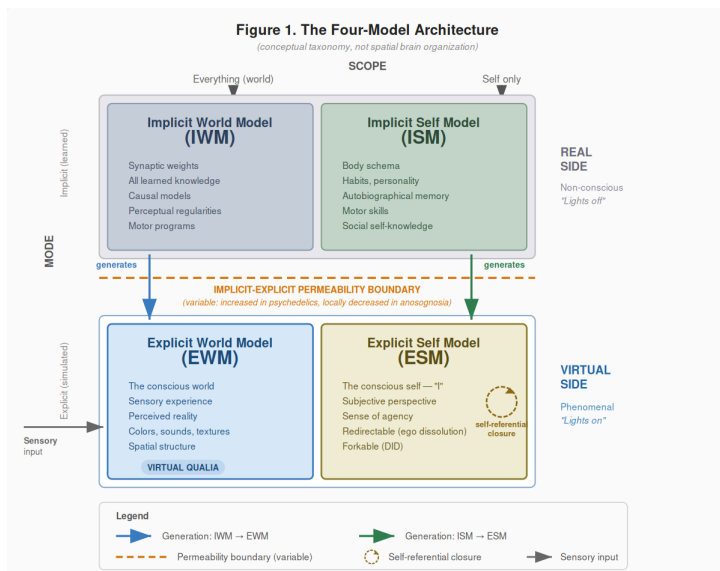 Figure 1. The Four-Model Architecture
(conceptual taxonomy, not spatial brain organization)
SCOPE
Everything (world)
Self only
MODE
Implicit (learned)
Implicit World Model
(IWM)
Synaptic weights
All learned knowledge
Causal models
Perceptual regularities
Motor programs
Implicit Self Model
(ISM)
Body schema
Habits, personality
Autobiographical memory
Motor skills
Social self-knowledge
REAL
SIDE
Non-conscious
"Lights off"
generates
generates
IMPLICIT-EXPLICIT PERMEABILITY BOUNDARY
(variable: increased in psychedelics, locally decreased in anosognosia)
Explicit (simulated)
Sensory
input
Explicit World Model
(EWM)
The conscious world
Sensory experience
Perceived reality
Colors, sounds, textures
Spatial structure
VIRTUAL QUALIA
Explicit Self Model
(ESM)
The conscious self — "I"
Subjective perspective
Sense of agency
Redirectable (ego dissolution)
Forkable (DID)
self-referential
closure
VIRTUAL
SIDE
Phenomenal
"Lights on"
Legend
Generation: IWM → EWM
Generation: ISM → ESM
Permeability boundary (variable)
Self-referential closure
Sensory input